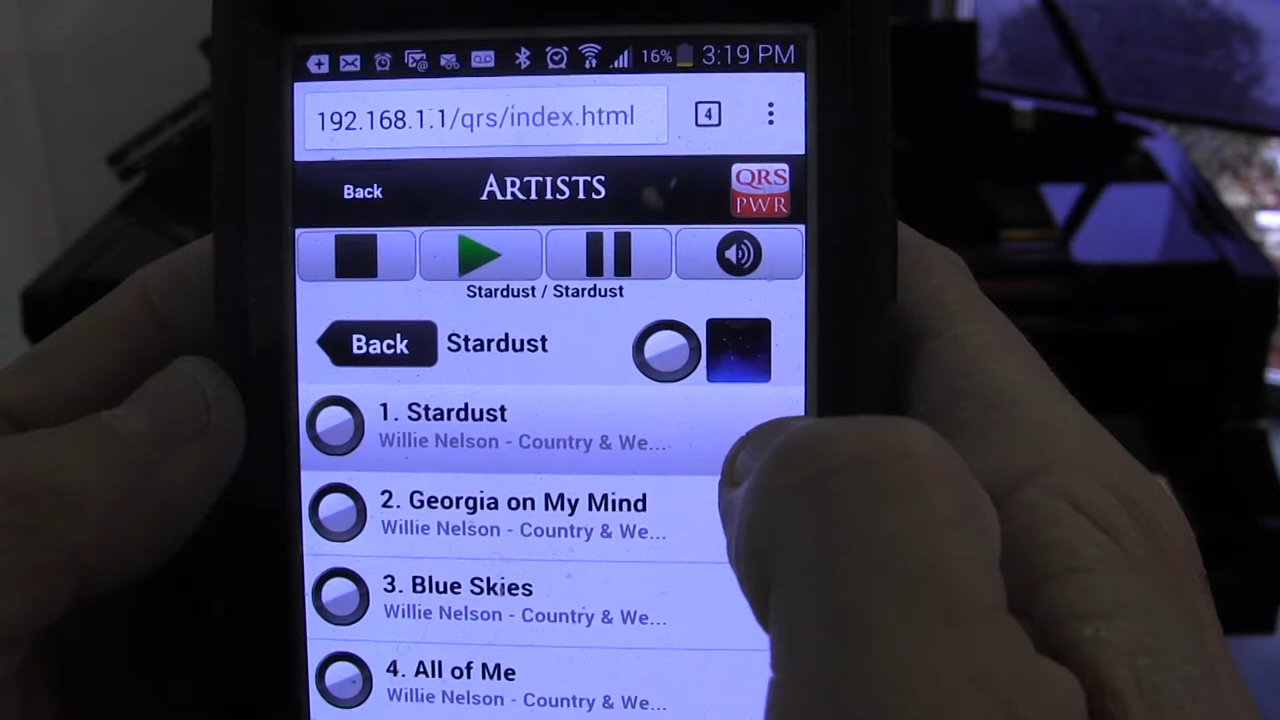 16% 3:19 PM
192.168.1.1/qrs/index.html 4
Back ARTISTS QRS
PWR
Stardust / Stardust
Back Stardust
1. Stardust
Willie Nelson - Country & We...
2. Georgia on My Mind
Willie Nelson - Country & We...
3. Blue Skies
Willie Nelson - Country & We...
4. All of Me
Willie Nelson - Country & We...